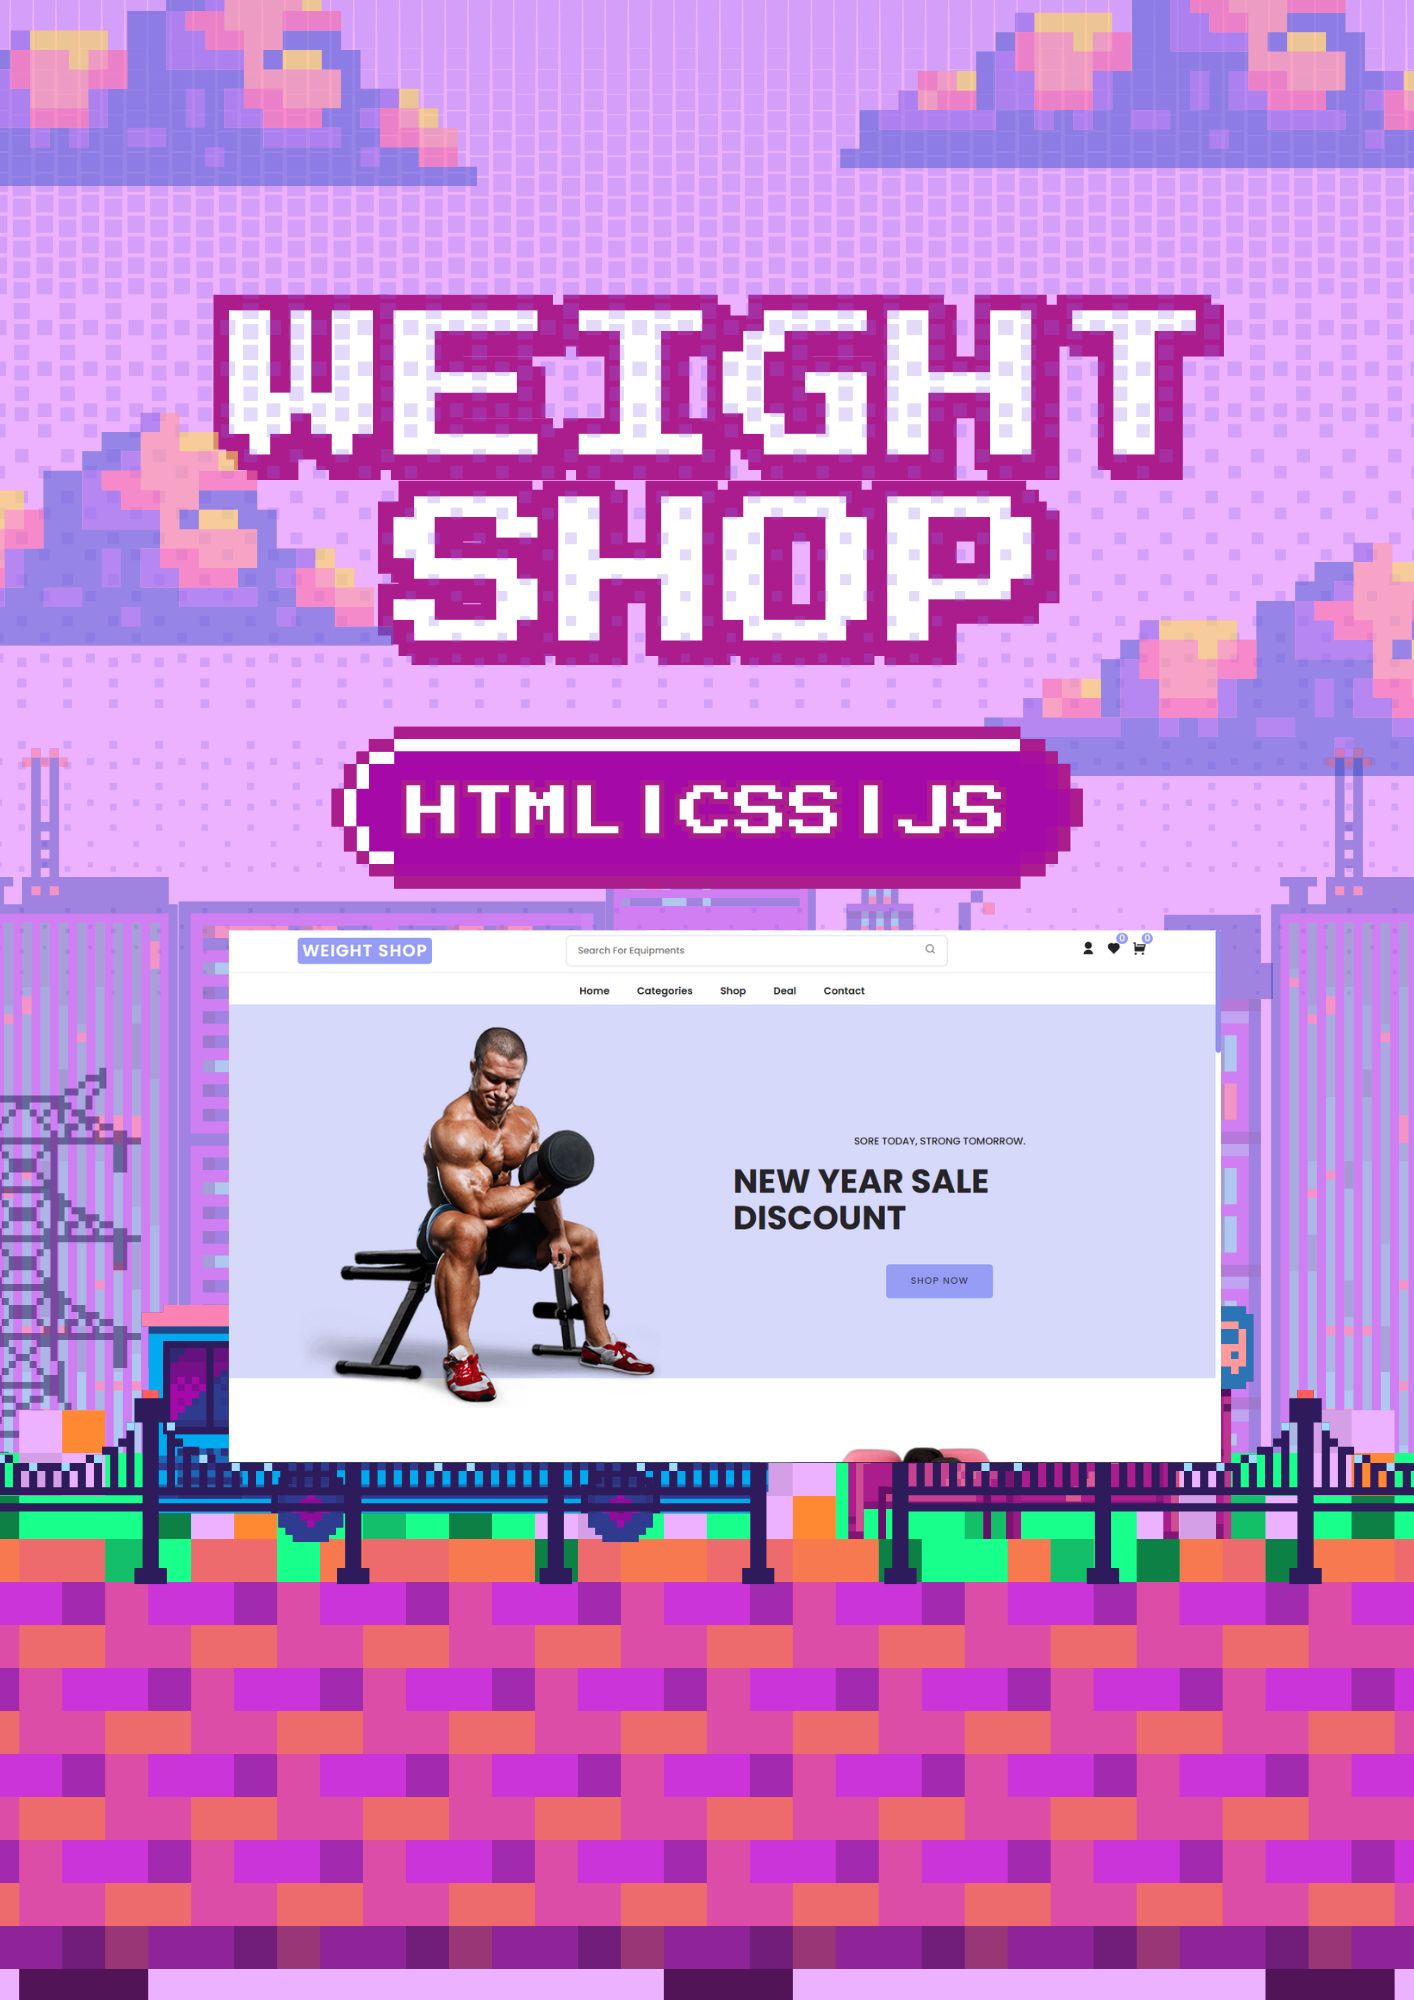 WEIGHT
SHOP
HTML|CSS|JS
WEIGHT SHOP
Search For Equipments
0
0
Home Categories Shop Deal Contact
SORE TODAY, STRONG TOMORROW.
NEW YEAR SALE
DISCOUNT
SHOP NOW